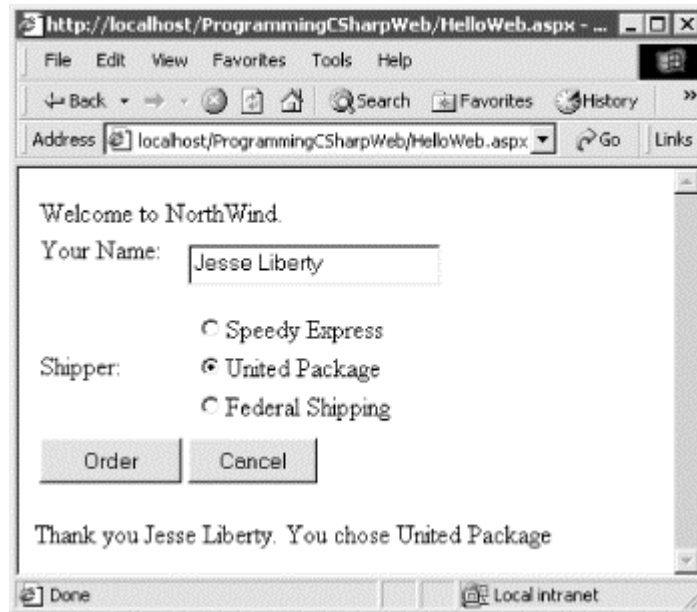 http://localhost/ProgrammingCSharpWeb/HelloWeb.aspx - ...
File Edit View Favorites Tools Help
Back Search Favorites History »
Address localhost/ProgrammingCSharpWeb/HelloWeb.aspx Go Links
Welcome to NorthWind.
Your Name: Jesse Liberty
Speedy Express
Shipper: United Package
Federal Shipping
Order Cancel
Thank you Jesse Liberty. You chose United Package
Done Local intranet